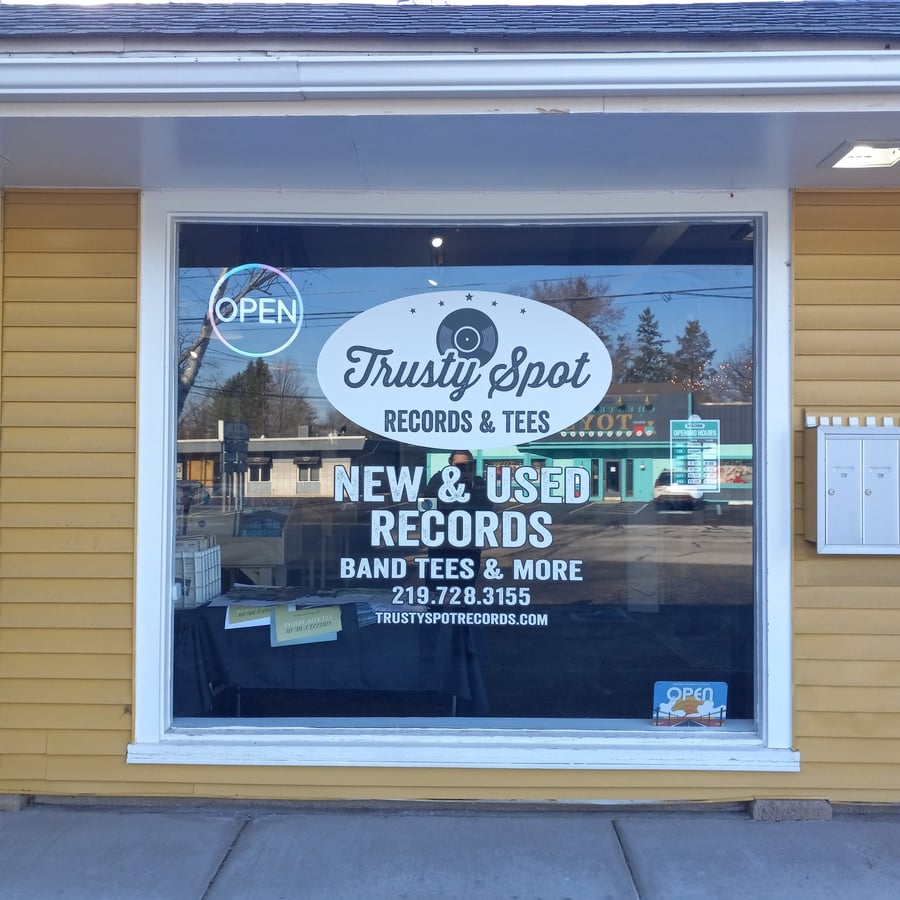 OPEN
Trusty Spot
RECORDS & TEES
OPENING HOURS
NEW & USED
RECORDS
BAND TEES & MORE
219.728.3155
TRUSTYSPOTRECORDS.COM
OPEN